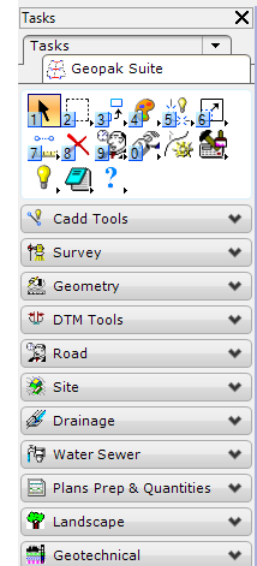 Tasks
Tasks
Geopak Suite
1 2 3 4 5 6
7 8 9 0
?
Cadd Tools
Survey
Geometry
DTM Tools
Road
Site
Drainage
Water Sewer
Plans Prep & Quantities
Landscape
Geotechnical